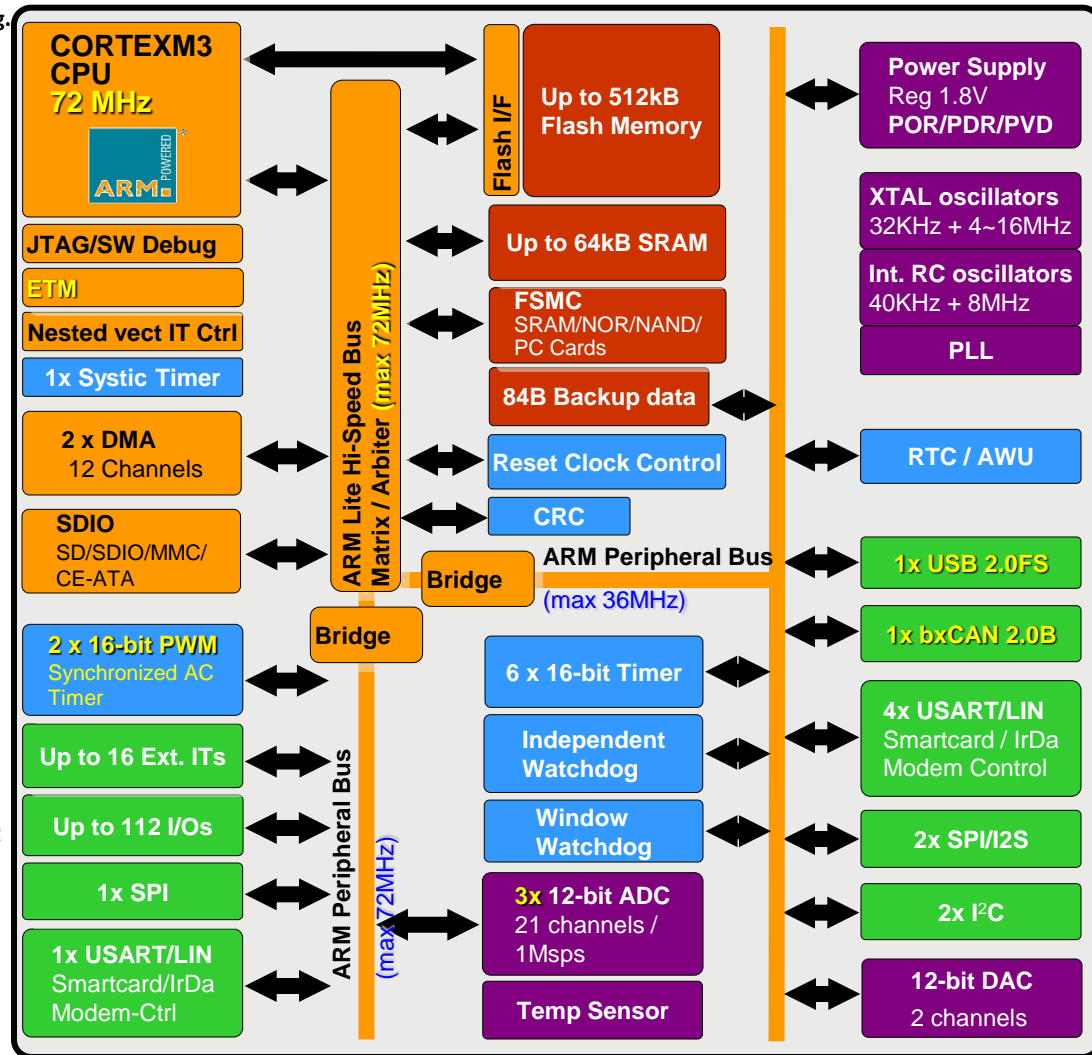 g.
CORTEXM3
CPU
72 MHz
ARM
POWERED
JTAG/SW Debug
ETM
Nested vect IT Ctrl
1x Systic Timer
2 x DMA
12 Channels
SDIO
SD/SDIO/MMC/
CE-ATA
2 x 16-bit PWM
Synchronized AC
Timer
Up to 16 Ext. ITs
Up to 112 I/Os
1x SPI
1x USART/LIN
Smartcard/IrDa
Modem-Ctrl
ARM Lite Hi-Speed Bus
Matrix / Arbiter (max 72MHz)
Flash I/F
Up to 512kB
Flash Memory
Up to 64kB SRAM
FSMC
SRAM/NOR/NAND/
PC Cards
84B Backup data
Reset Clock Control
CRC
Bridge
ARM Peripheral Bus
(max 36MHz)
Bridge
ARM Peripheral Bus
(max 72MHz)
6 x 16-bit Timer
Independent
Watchdog
Window
Watchdog
3x 12-bit ADC
21 channels /
1Msps
Temp Sensor
Power Supply
Reg 1.8V
POR/PDR/PVD
XTAL oscillators
32KHz + 4~16MHz
Int. RC oscillators
40KHz + 8MHz
PLL
RTC / AWU
1x USB 2.0FS
1x bxCAN 2.0B
4x USART/LIN
Smartcard / IrDa
Modem Control
2x SPI/I2S
2x I²C
12-bit DAC
2 channels